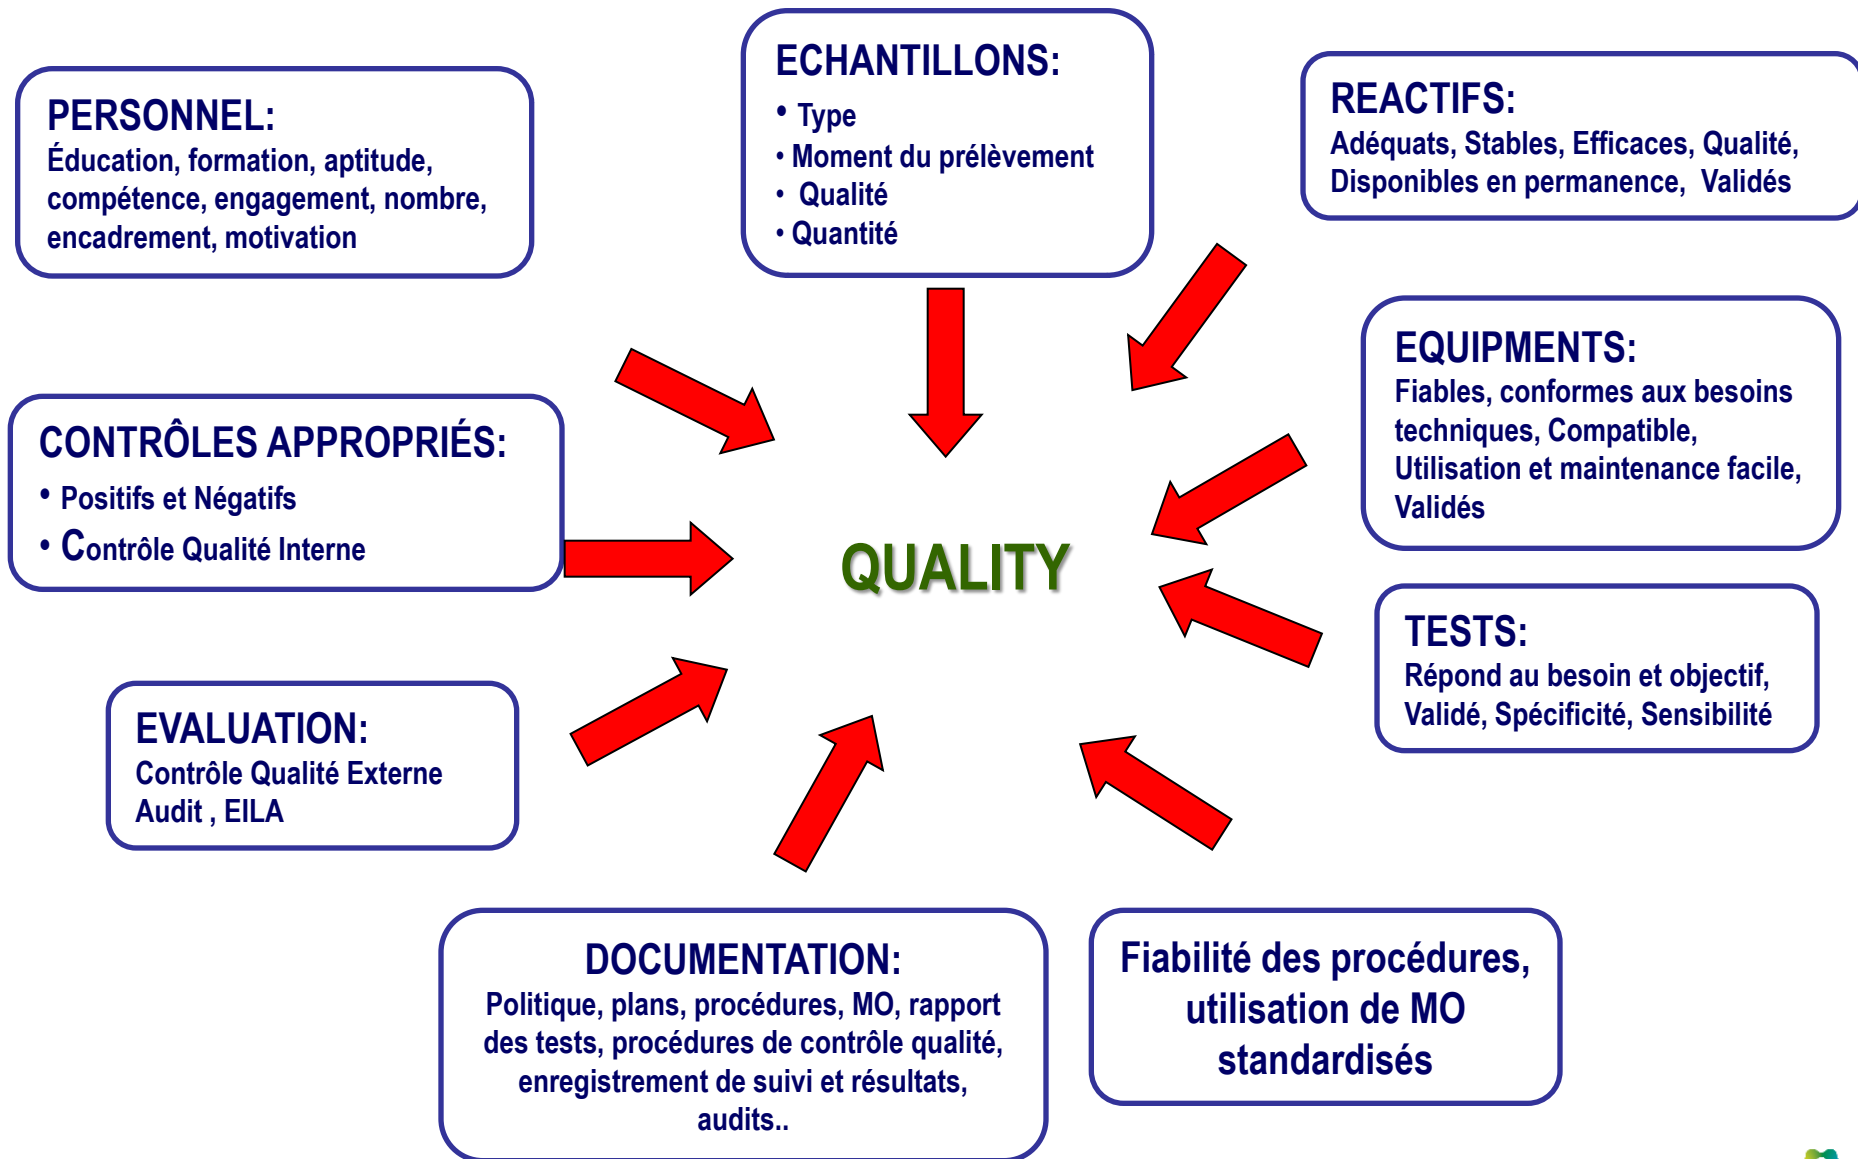 ECHANTILLONS:
• Type
• Moment du prélèvement
• Qualité
• Quantité
PERSONNEL:
Éducation, formation, aptitude,
compétence, engagement, nombre,
encadrement, motivation
REACTIFS:
Adéquats, Stables, Efficaces, Qualité,
Disponibles en permanence, Validés
EQUIPMENTS:
Fiables, conformes aux besoins
techniques, Compatible,
Utilisation et maintenance facile,
Validés
CONTRÔLES APPROPRIÉS:
• Positifs et Négatifs
• Contrôle Qualité Interne
QUALITY
TESTS:
Répond au besoin et objectif,
Validé, Spécificité, Sensibilité
EVALUATION:
Contrôle Qualité Externe
Audit , EILA
DOCUMENTATION:
Politique, plans, procédures, MO, rapport
des tests, procédures de contrôle qualité,
enregistrement de suivi et résultats,
audits..
Fiabilité des procédures,
utilisation de MO
standardisés